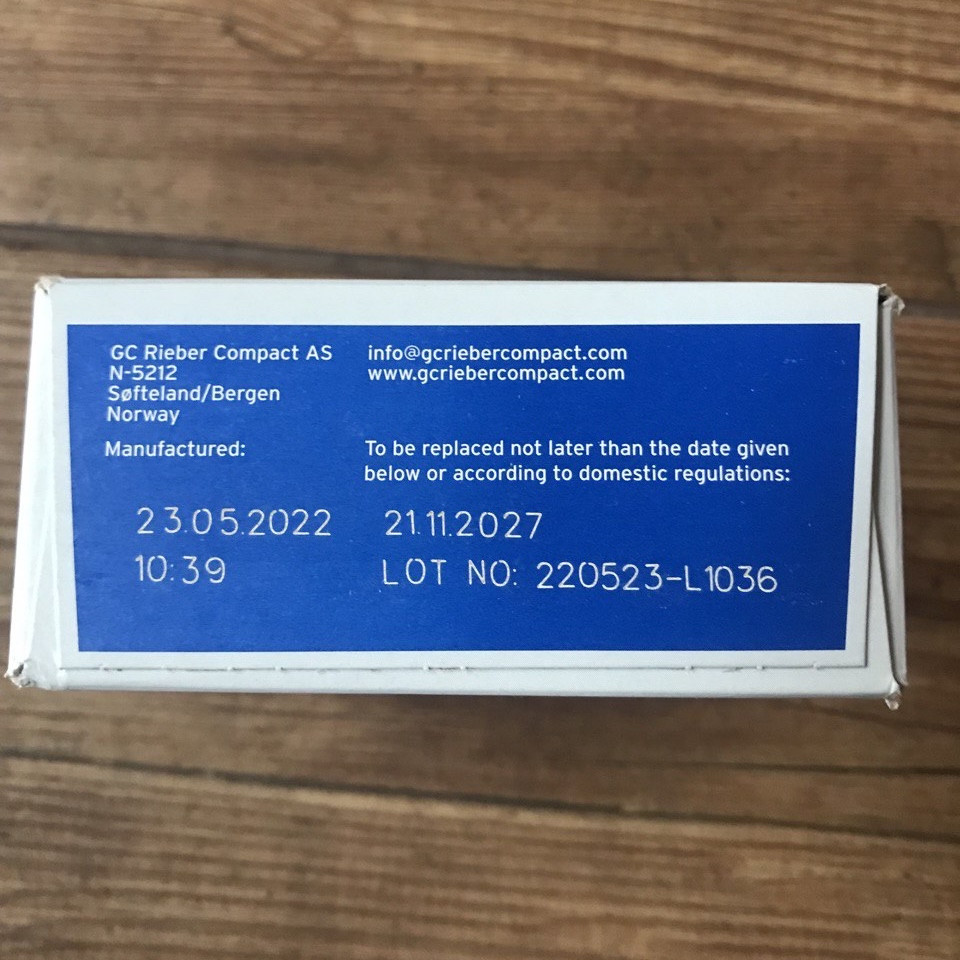 GC Rieber Compact AS
N-5212
Søfteland/Bergen
Norway
info@gcriebercompact.com
www.gcriebercompact.com
Manufactured:
To be replaced not later than the date given
below or according to domestic regulations:
23.05.2022
10:39
21.11.2027
LOT NO: 220523-L1036